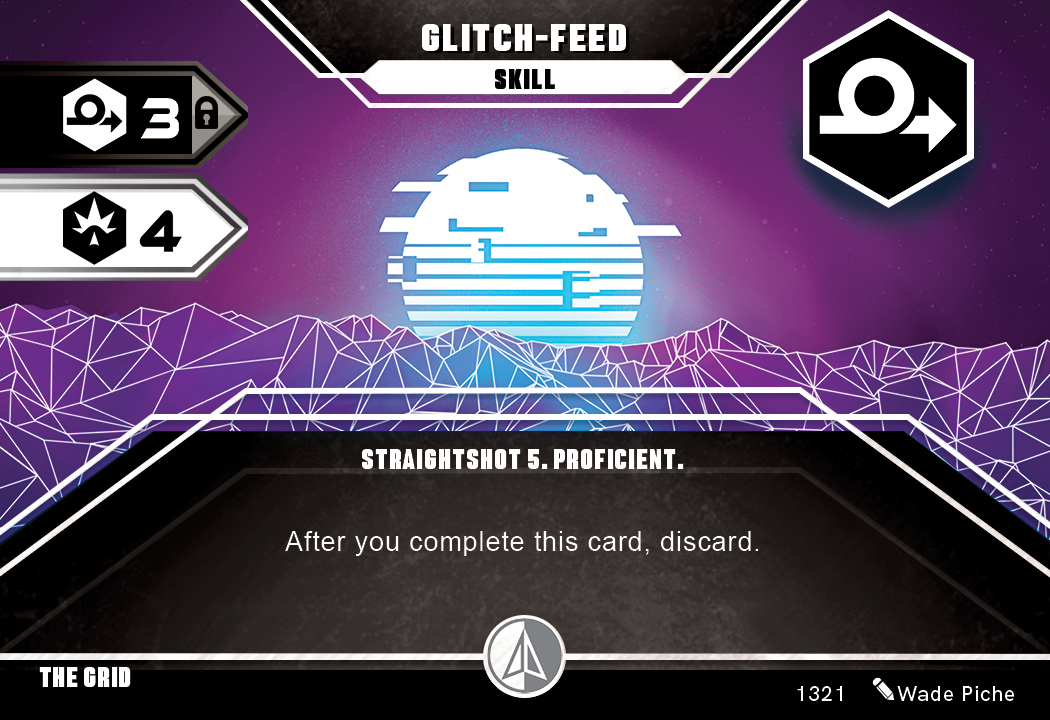 GLITCH-FEED
SKILL
3
4
STRAIGHTSHOT 5. PROFICIENT.
After you complete this card, discard.
THE GRID
1321 Wade Piche